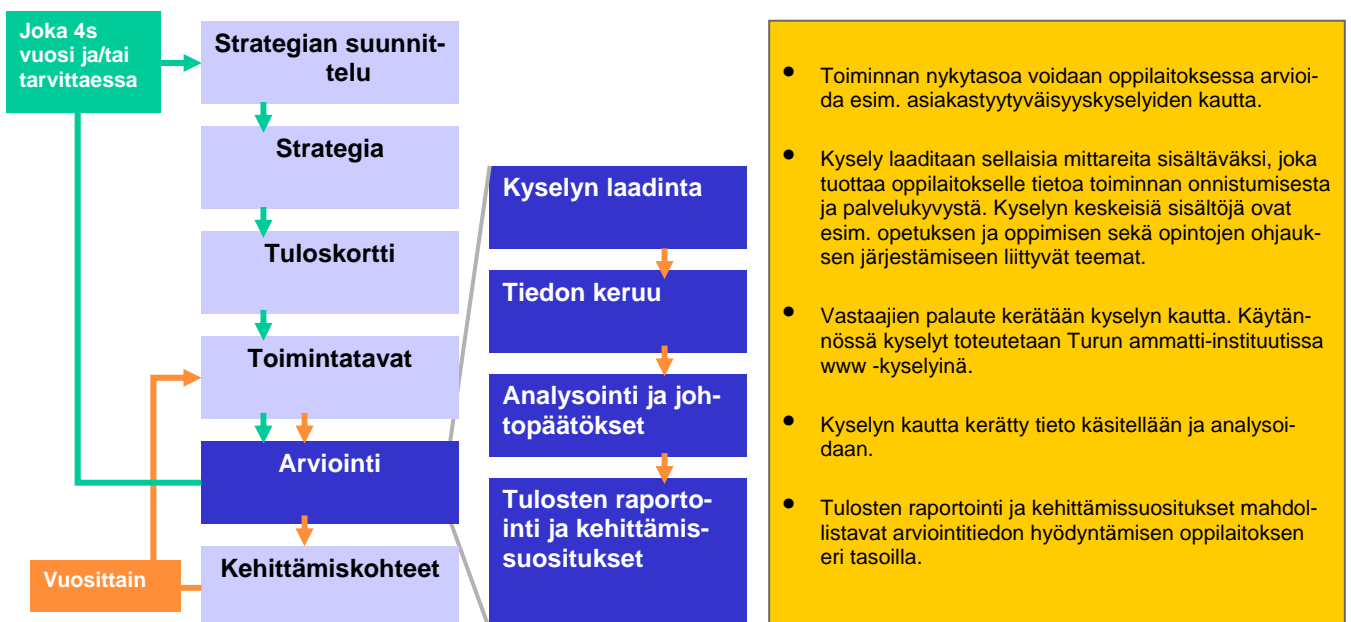 Joka 4s
vuosi ja/tai
tarvittaessa
Strategian suunnit-
telu
Strategia
Tuloskortti
Toimintatavat
Arviointi
Kehittämiskohteet
Vuosittain
Kyselyn laadinta
Tiedon keruu
Analysointi ja joh-
topäätökset
Tulosten raporto-
inti ja kehittämis-
suositukset
• Toiminnan nykytasoa voidaan oppilaitoksessa arvioi-
da esim. asiakastyytyväisyyskyselyiden kautta.
• Kysely laaditaan sellaisia mittareita sisältäväksi, joka
tuottaa oppilaitokselle tietoa toiminnan onnistumisesta
ja palvelukyvystä. Kyselyn keskeisiä sisältöjä ovat
esim. opetuksen ja oppimisen sekä opintojen ohjauk-
sen järjestämiseen liittyvät teemat.
• Vastaajien palaute kerätään kyselyn kautta. Käytän-
nössä kyselyt toteutetaan Turun ammatti-instituutissa
www -kyselyinä.
• Kyselyn kautta kerätty tieto käsitellään ja analysoi-
daan.
• Tulosten raportointi ja kehittämissuositukset mahdol-
listavat arviointitiedon hyödyntämisen oppilaitoksen
eri tasoilla.